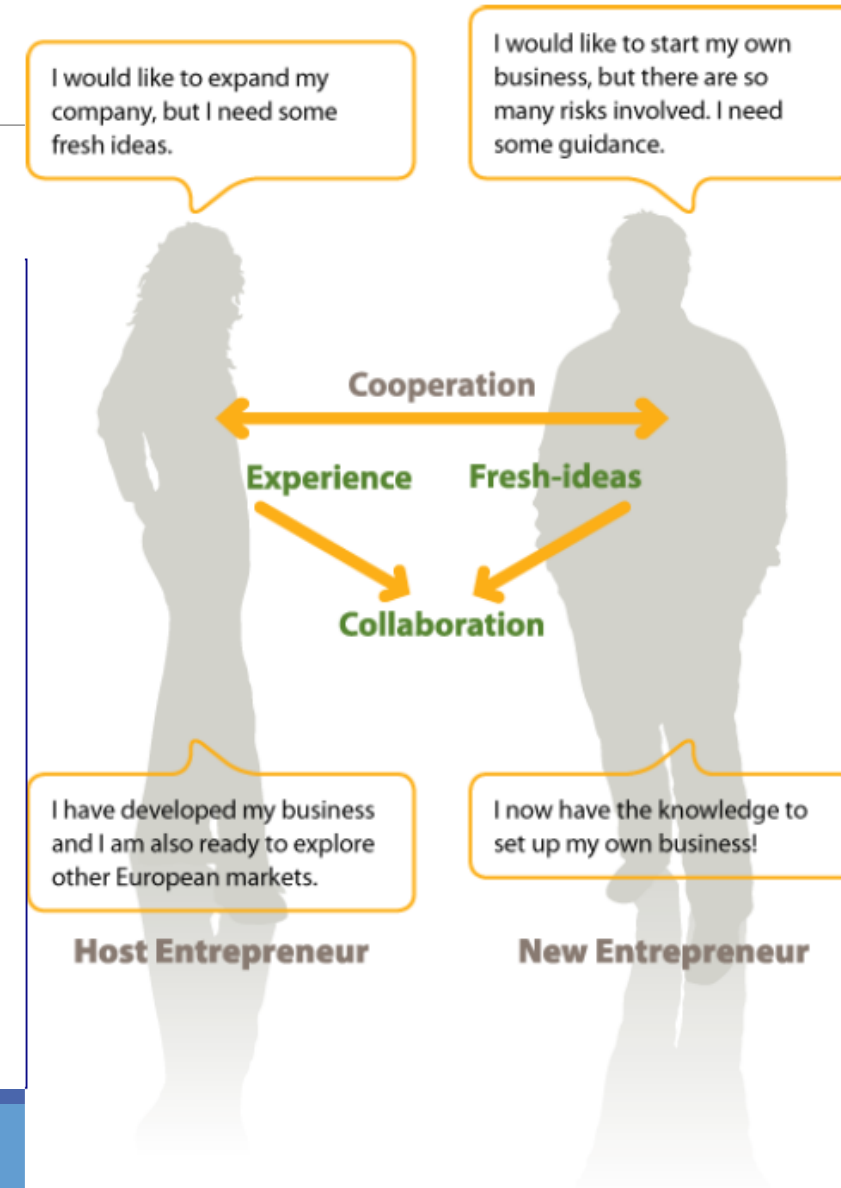 I would like to expand my
company, but I need some
fresh ideas.
I would like to start my own
business, but there are so
many risks involved. I need
some guidance.
Cooperation
Experience
Fresh-ideas
Collaboration
I have developed my business
and I am also ready to explore
other European markets.
I now have the knowledge to
set up my own business!
Host Entrepreneur
New Entrepreneur